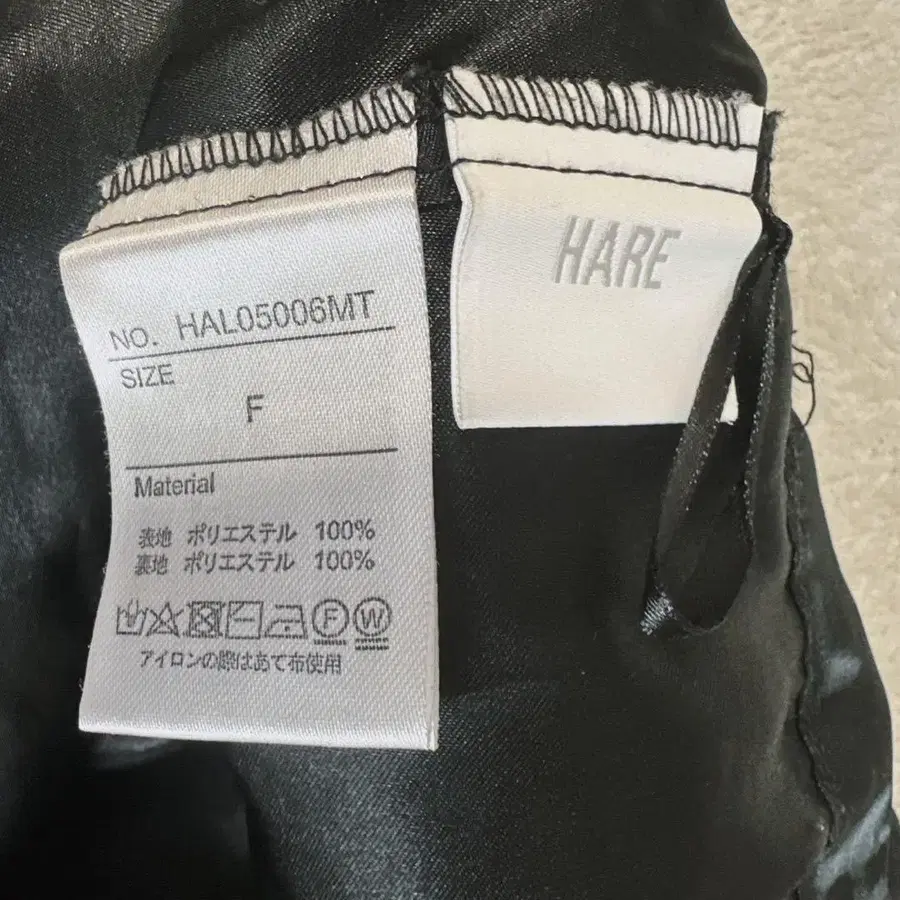 HARE
NO. HAL05006MT
SIZE
F
Material
表地 ポリエステル 100%
裏地 ポリエステル 100%
F W
アイロンの際はあて布使用